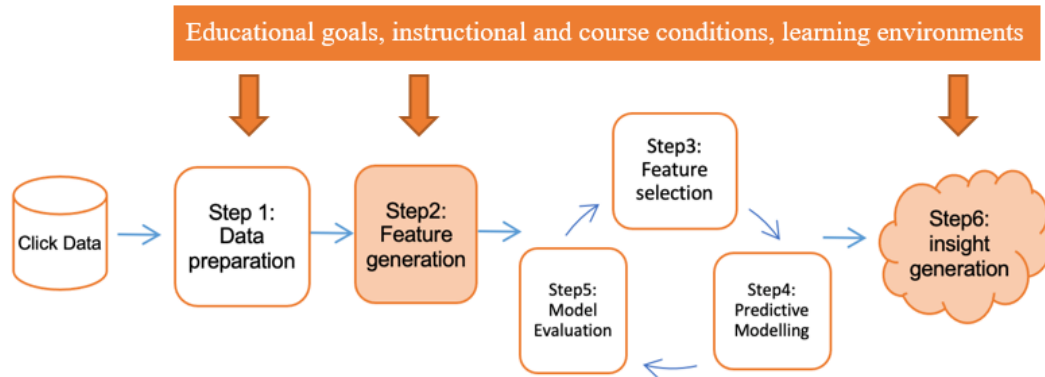 Educational goals, instructional and course conditions, learning environments
Click Data
Step 1:
Data
preparation
Step2:
Feature
generation
Step3:
Feature
selection
Step4:
Predictive
Modelling
Step5:
Model
Evaluation
Step6:
insight
generation